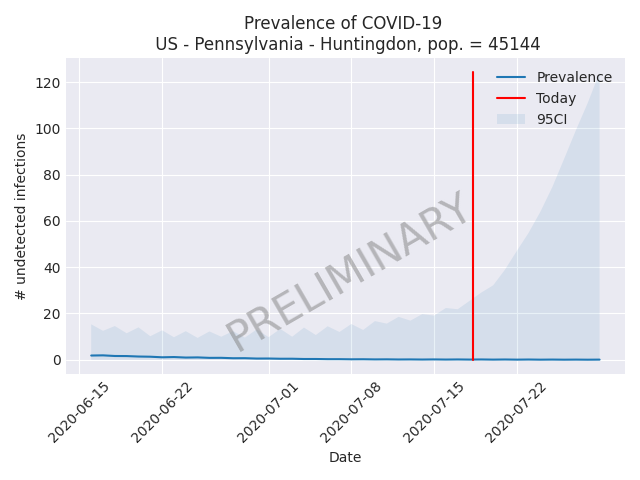 Prevalence of COVID-19
US - Pennsylvania - Huntingdon, pop. = 45144
Prevalence
Today
95CI
PRELIMINARY
# undetected infections
120
100
80
60
40
20
0
2020-06-15
2020-06-22
2020-07-01
2020-07-08
2020-07-15
2020-07-22
Date